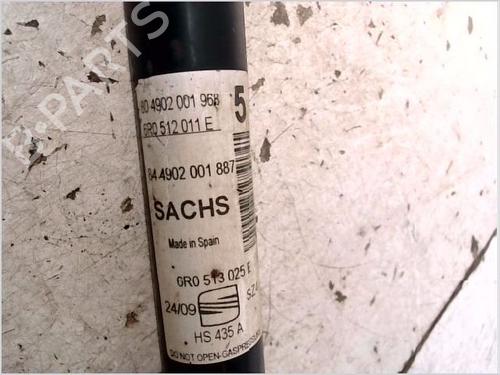 80 4902 001 968
6R0 512 011 E
5
84 4902 001 887
SACHS
Made in Spain
6R0 513 025 E
24/09
SZ
HS 435 A
DO NOT OPEN-GASPRESS
B-PARTS